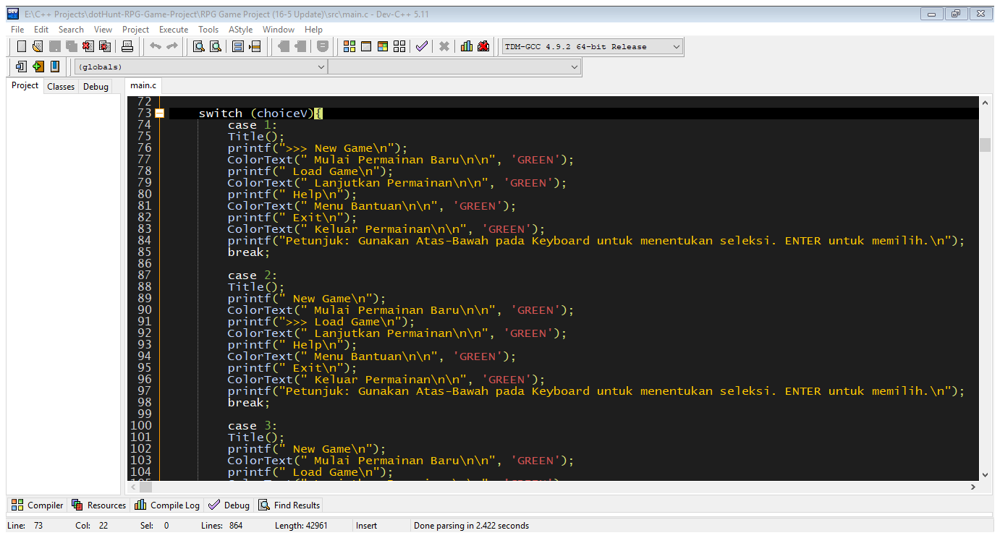 E:\C++ Projects\dotHunt-RPG-Game-Project\RPG Game Project (16-5 Update)\src\main.c - Dev-C++ 5.11
File Edit Search View Project Execute Tools AStyle Window Help
TDM-GCC 4.9.2 64-bit Release
(globals)
Project Classes Debug main.c
72
73 switch (choiceV){
74 case 1:
75 Title();
76 printf(">>> New Game\n");
77 ColorText(" Mulai Permainan Baru\n\n", 'GREEN');
78 printf(" Load Game\n");
79 ColorText(" Lanjutkan Permainan\n\n", 'GREEN');
80 printf(" Help\n");
81 ColorText(" Menu Bantuan\n\n", 'GREEN');
82 printf(" Exit\n");
83 ColorText(" Keluar Permainan\n\n", 'GREEN');
84 printf("Petunjuk: Gunakan Atas-Bawah pada Keyboard untuk menentukan seleksi. ENTER untuk memilih.\n");
85 break;
86
87 case 2:
88 Title();
89 printf(" New Game\n");
90 ColorText(" Mulai Permainan Baru\n\n", 'GREEN');
91 printf(">>> Load Game\n");
92 ColorText(" Lanjutkan Permainan\n\n", 'GREEN');
93 printf(" Help\n");
94 ColorText(" Menu Bantuan\n\n", 'GREEN');
95 printf(" Exit\n");
96 ColorText(" Keluar Permainan\n\n", 'GREEN');
97 printf("Petunjuk: Gunakan Atas-Bawah pada Keyboard untuk menentukan seleksi. ENTER untuk memilih.\n");
98 break;
99
100 case 3:
101 Title();
102 printf(" New Game\n");
103 ColorText(" Mulai Permainan Baru\n\n", 'GREEN');
104 printf(" Load Game\n");
Compiler Resources Compile Log Debug Find Results
Line: 73 Col: 22 Sel: 0 Lines: 864 Length: 42961 Insert Done parsing in 2.422 seconds